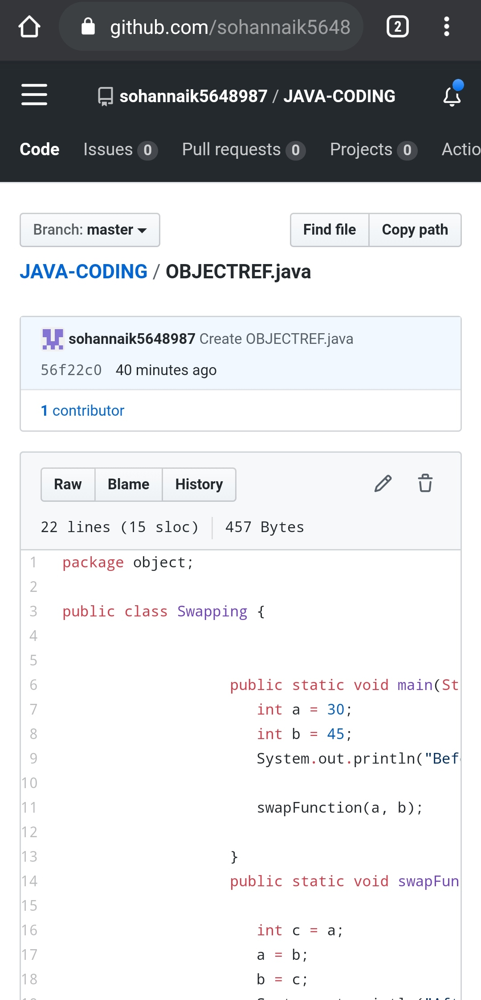 github.com/sohannaik5648
2
sohannaik5648987 / JAVA-CODING
Code Issues 0 Pull requests 0 Projects 0 Actio
Branch: master Find file Copy path
JAVA-CODING / OBJECTREF.java
sohannaik5648987 Create OBJECTREF.java
56f22c0 40 minutes ago
1 contributor
Raw Blame History
22 lines (15 sloc) 457 Bytes
1 package object;
2
3 public class Swapping {
4
5
6 public static void main(St
7 int a = 30;
8 int b = 45;
9 System.out.println("Bef
10
11 swapFunction(a, b);
12
13 }
14 public static void swapFun
15
16 int c = a;
17 a = b;
18 b = c;